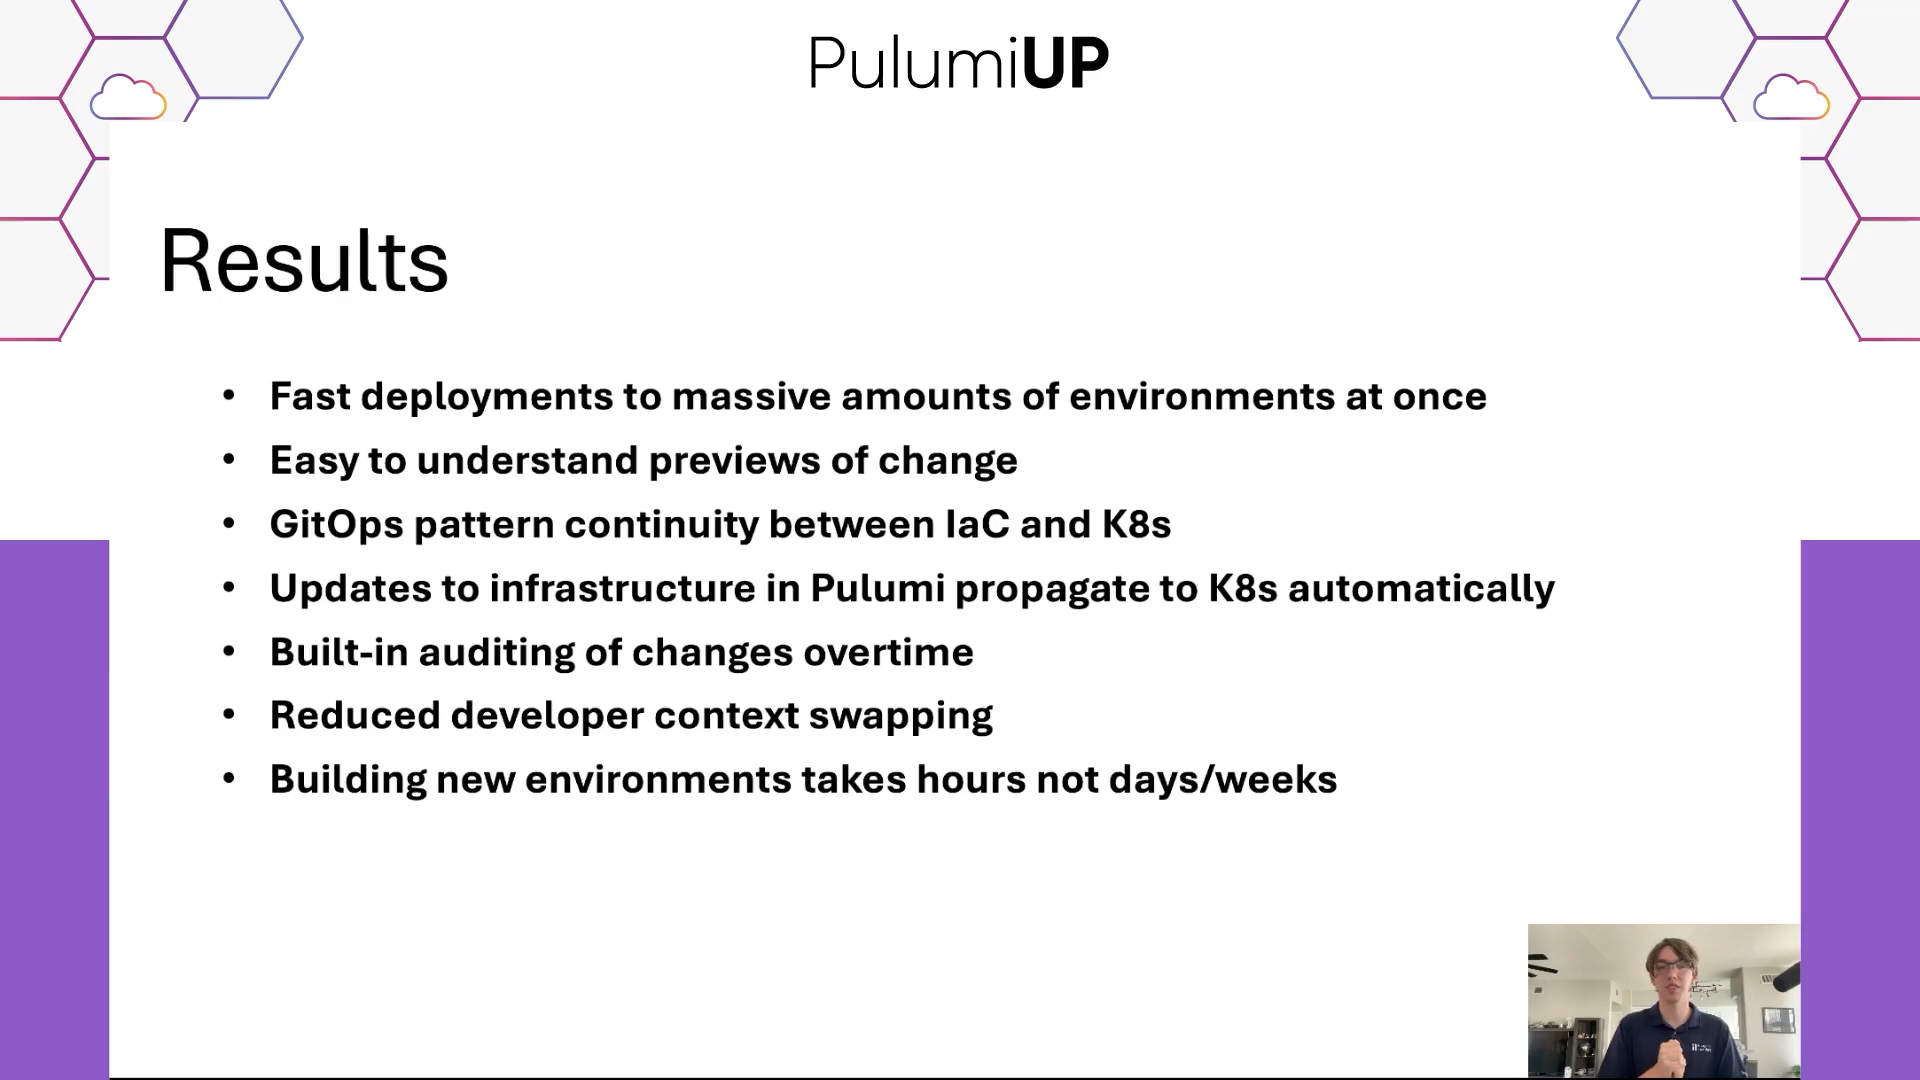 PulumiUP
Results
• Fast deployments to massive amounts of environments at once
• Easy to understand previews of change
• GitOps pattern continuity between IaC and K8s
• Updates to infrastructure in Pulumi propagate to K8s automatically
• Built-in auditing of changes overtime
• Reduced developer context swapping
• Building new environments takes hours not days/weeks